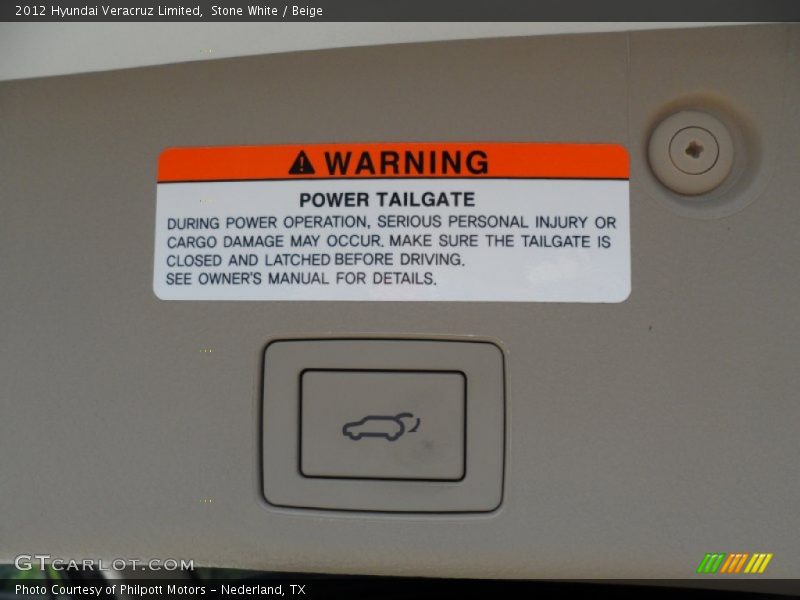 2012 Hyundai Veracruz Limited, Stone White / Beige
WARNING
POWER TAILGATE
DURING POWER OPERATION, SERIOUS PERSONAL INJURY OR
CARGO DAMAGE MAY OCCUR. MAKE SURE THE TAILGATE IS
CLOSED AND LATCHED BEFORE DRIVING.
SEE OWNER'S MANUAL FOR DETAILS.
GTCARLOT.COM
Photo Courtesy of Philpott Motors - Nederland, TX